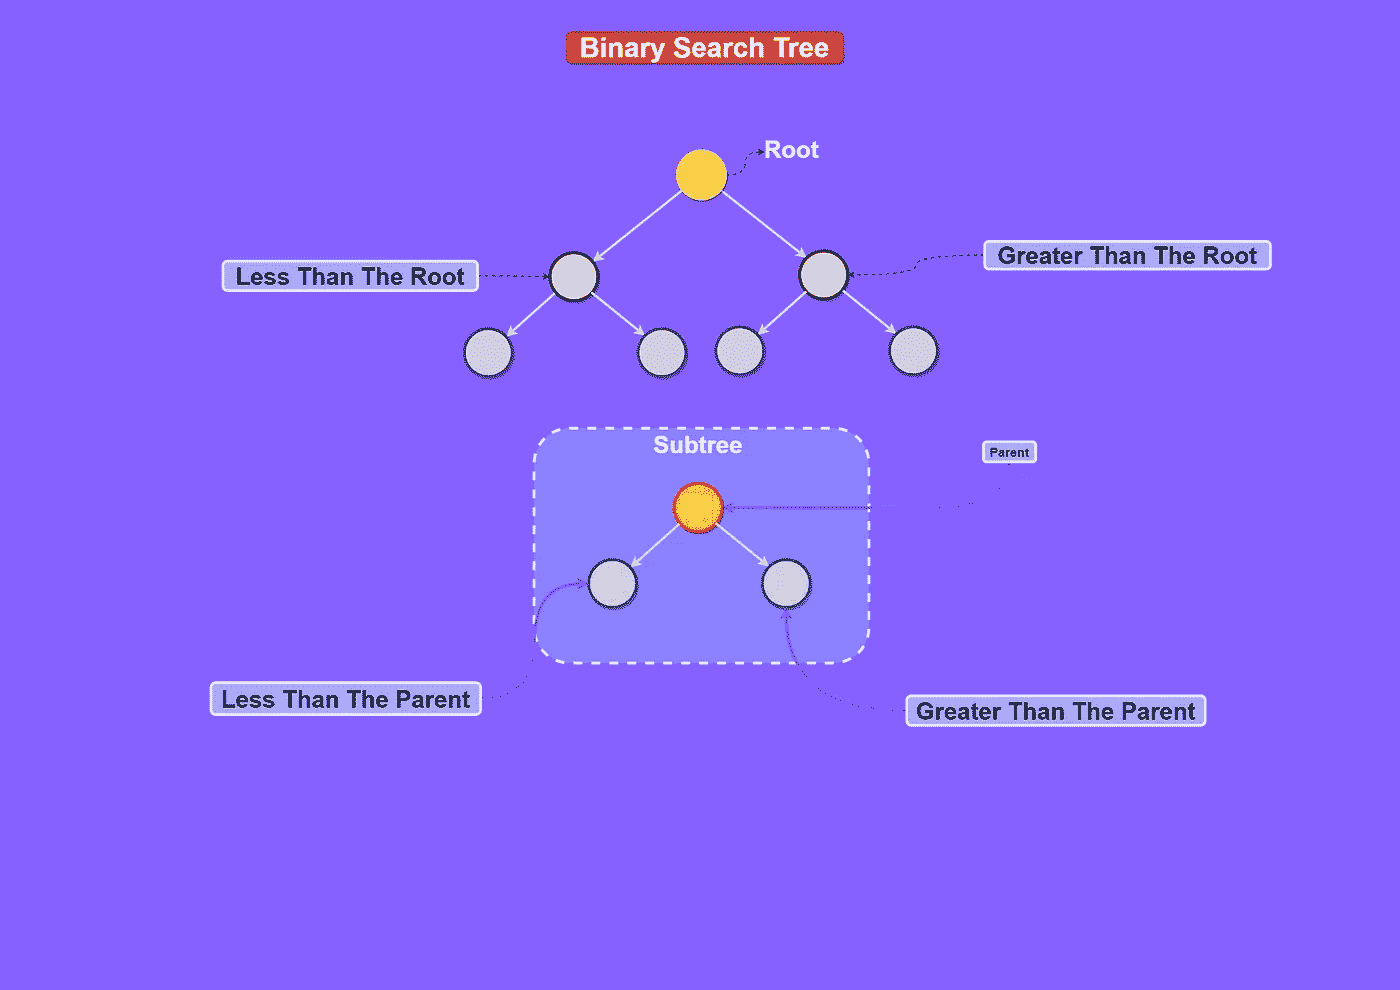 Binary Search Tree
Root
Less Than The Root
Greater Than The Root
Subtree
Parent
Less Than The Parent
Greater Than The Parent